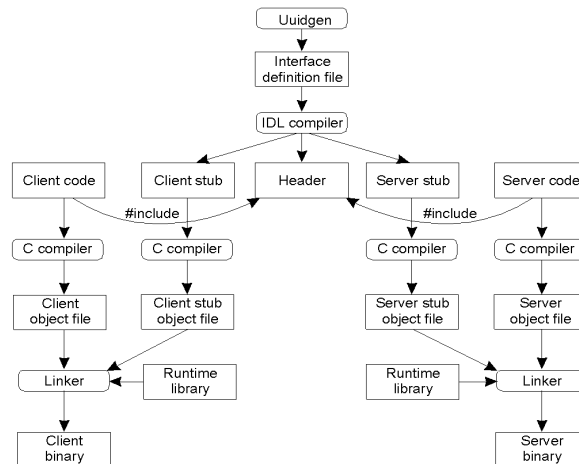 Uuidgen
Interface
definition file
IDL compiler
Client code
Client stub
Header
Server stub
Server code
#include
#include
C compiler
C compiler
C compiler
C compiler
Client
object file
Client stub
object file
Server stub
object file
Server
object file
Linker
Runtime
library
Runtime
library
Linker
Client
binary
Server
binary